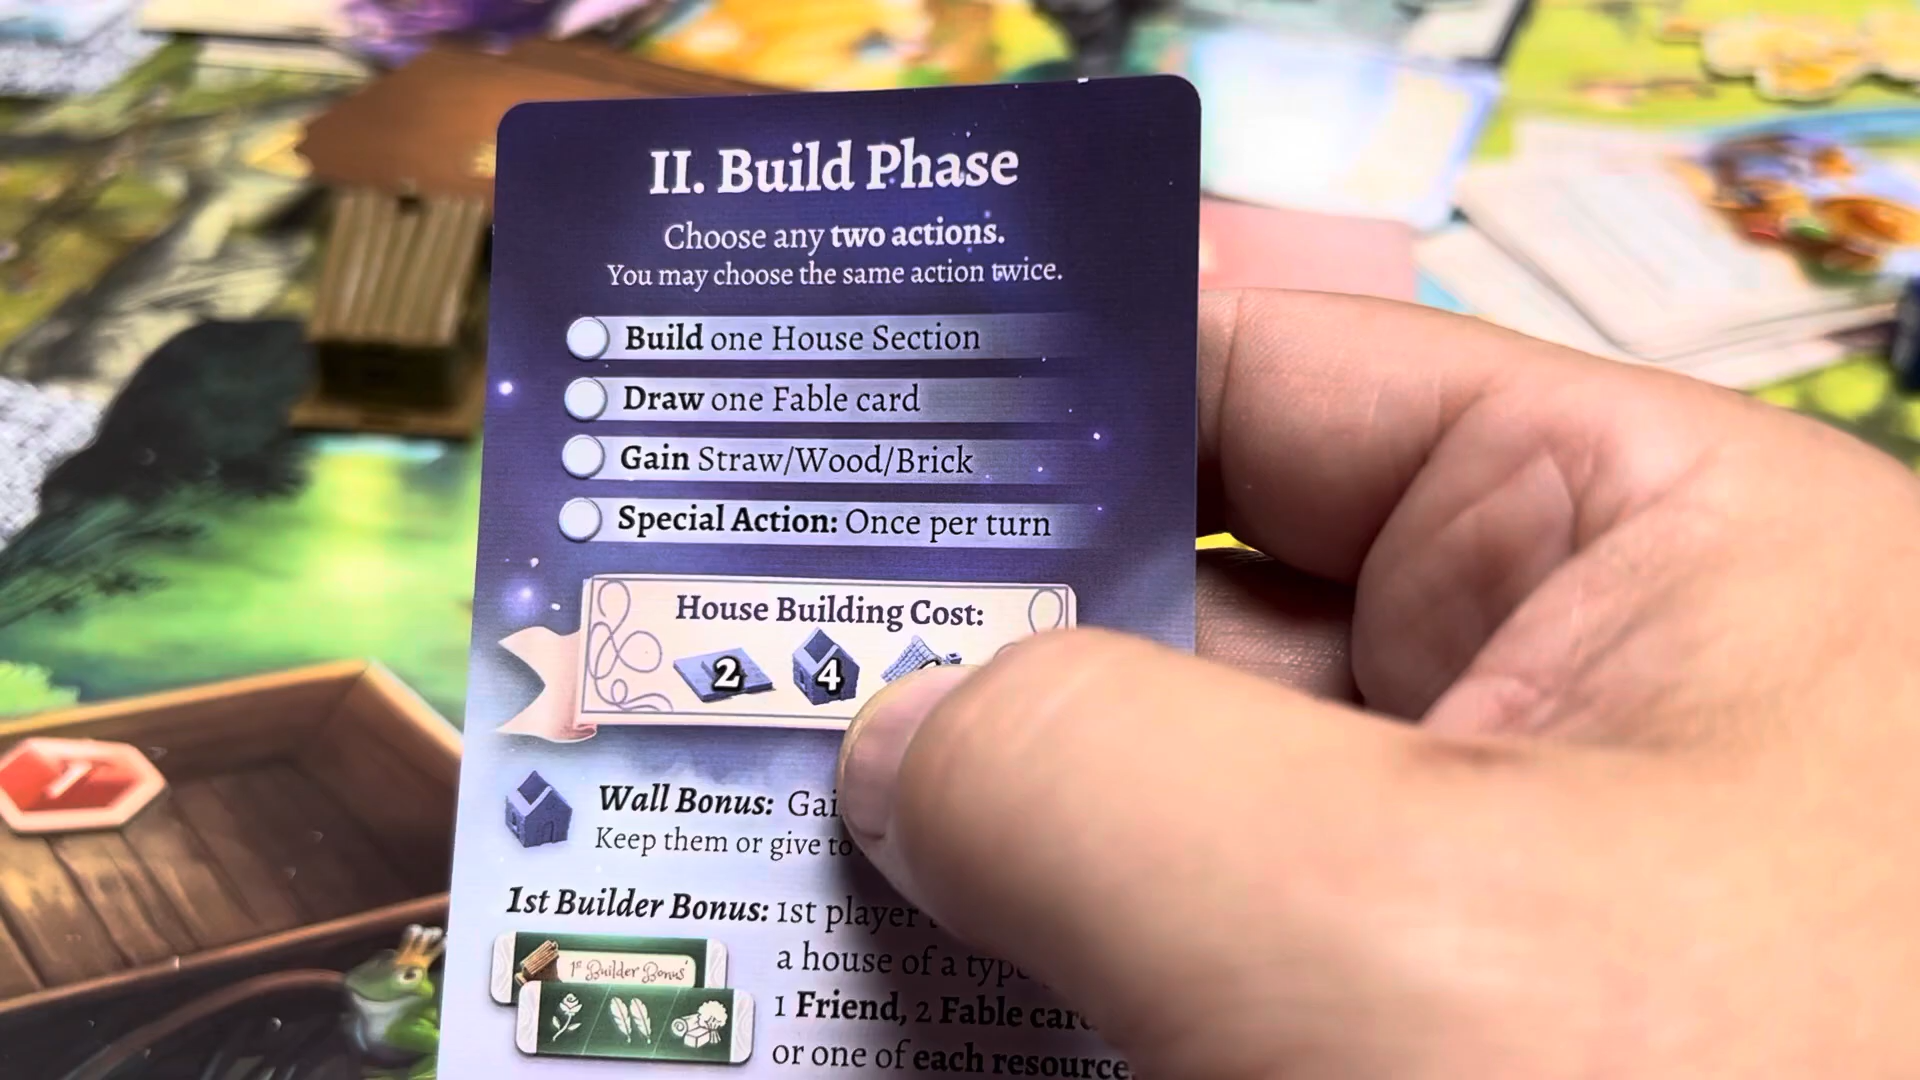 II. Build Phase
Choose any two actions.
You may choose the same action twice.
Build one House Section
Draw one Fable card
Gain Straw/Wood/Brick
Special Action: Once per turn
House Building Cost:
2 4
Wall Bonus:
Keep them or give to
1st Builder Bonus: 1st player
a house of a
1st Builder Bonus
1 Friend, 2 Fable
or one of each resource
1